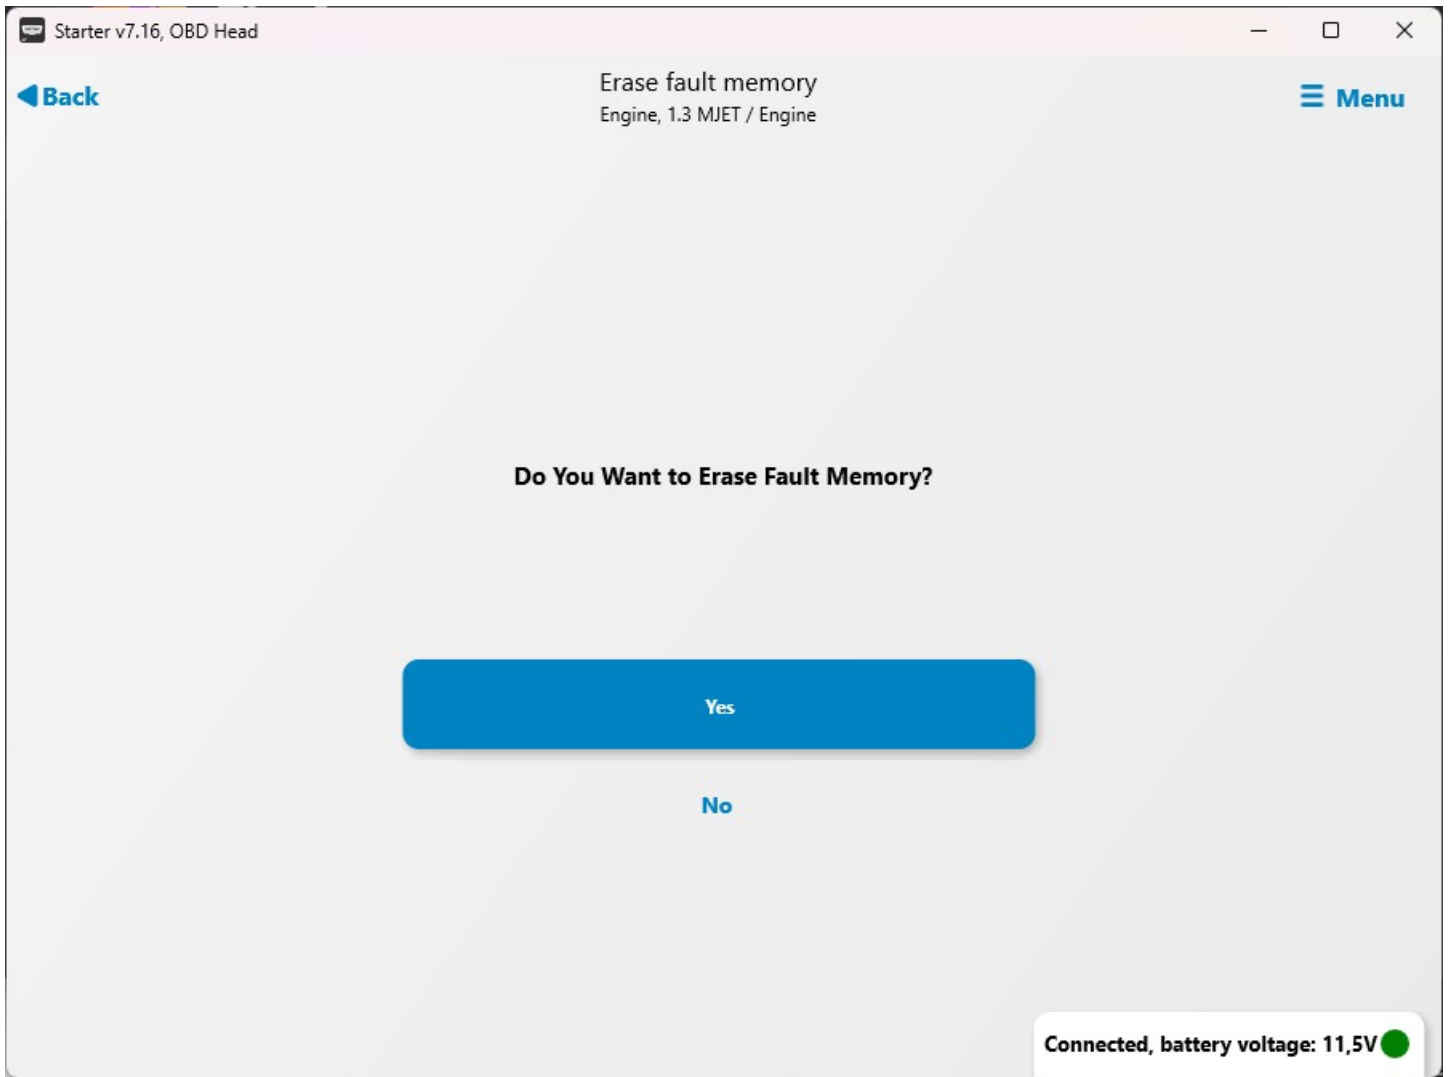 Starter v7.16, OBD Head
Back
Erase fault memory
Engine, 1.3 MJET / Engine
Menu
Do You Want to Erase Fault Memory?
Yes
No
Connected, battery voltage: 11,5V